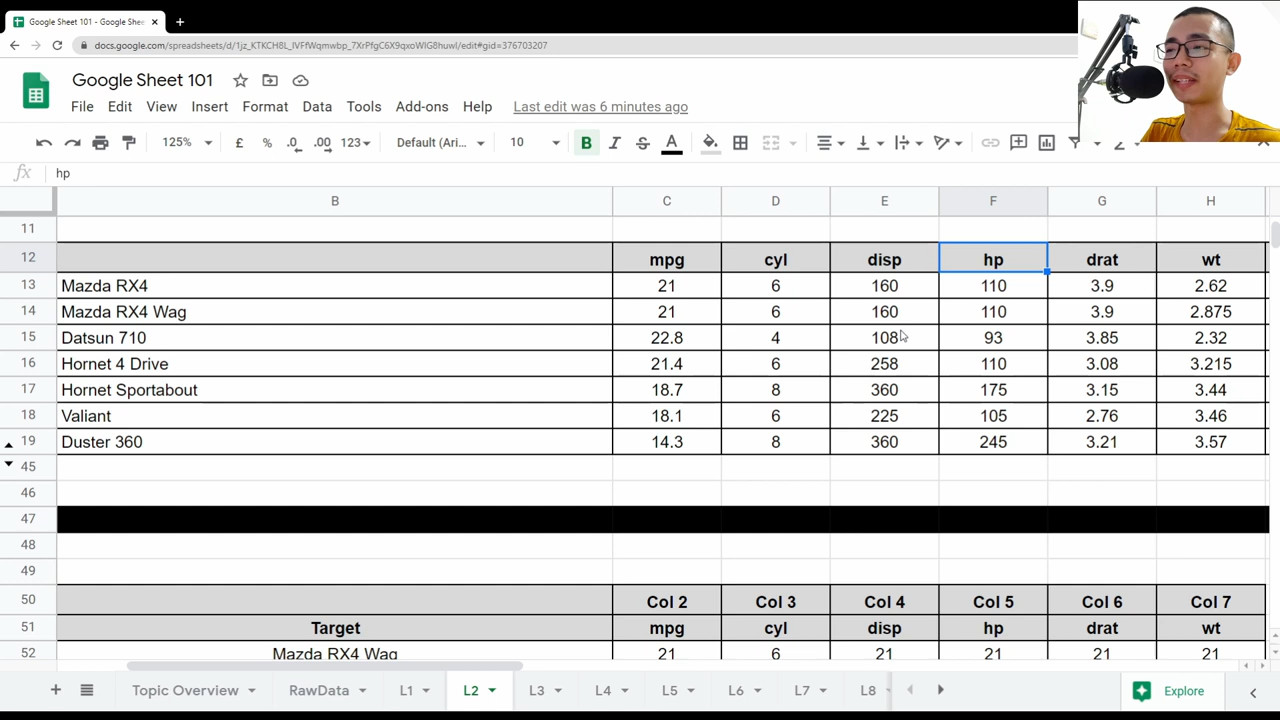 Google Sheet 101 - Google Shee × +
docs.google.com/spreadsheets/d/1jz_KTKCH8L_lVFfWqmwbp_7XrPfgC6X9qxoWlG8huwI/edit#gid=376703207
Google Sheet 101
File Edit View Insert Format Data Tools Add-ons Help Last edit was 6 minutes ago
125% £ % .0 .00 123 Default (Ari... 10 B I S A
fx hp
B C D E F G H
11
12 mpg cyl disp hp drat wt
13 Mazda RX4 21 6 160 110 3.9 2.62
14 Mazda RX4 Wag 21 6 160 110 3.9 2.875
15 Datsun 710 22.8 4 108 93 3.85 2.32
16 Hornet 4 Drive 21.4 6 258 110 3.08 3.215
17 Hornet Sportabout 18.7 8 360 175 3.15 3.44
18 Valiant 18.1 6 225 105 2.76 3.46
19 Duster 360 14.3 8 360 245 3.21 3.57
45
46
47
48
49
50 Col 2 Col 3 Col 4 Col 5 Col 6 Col 7
51 Target mpg cyl disp hp drat wt
52 Mazda RX4 Wag 21 6 21 21 21 21
+ Topic Overview RawData L1 L2 L3 L4 L5 L6 L7 L8 Explore